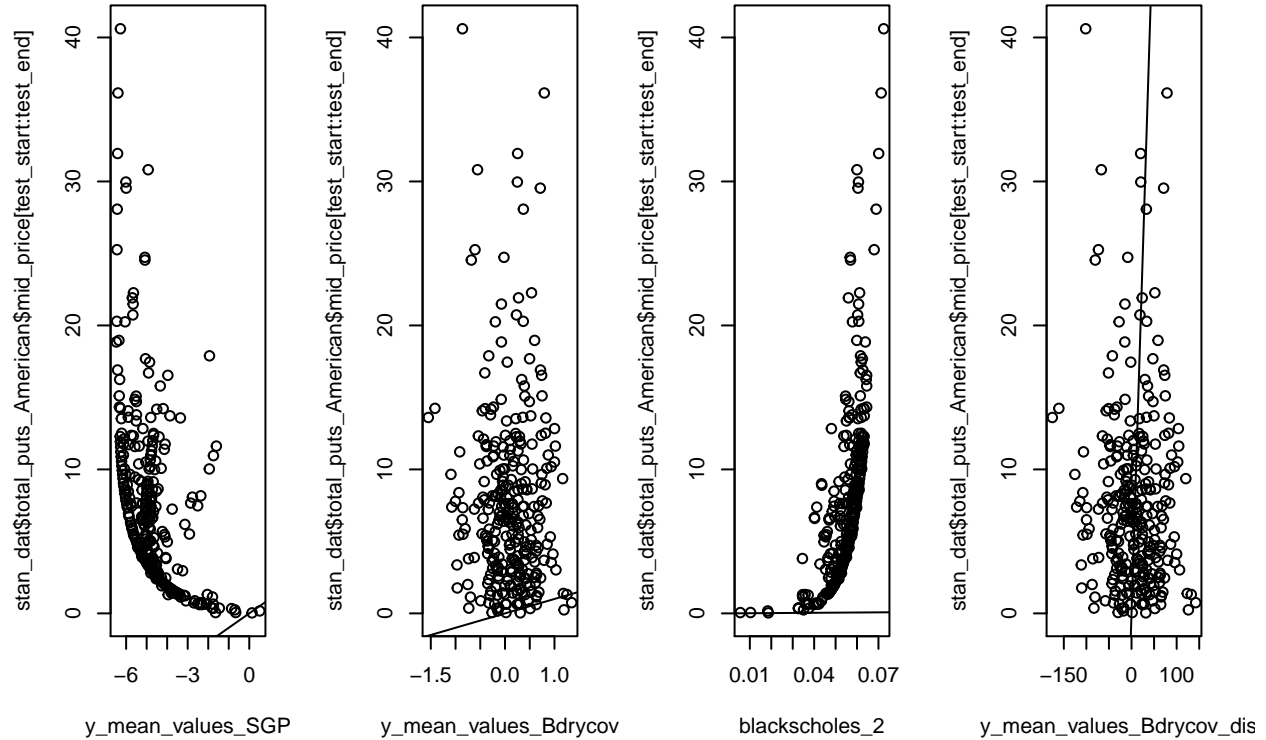 0 10 20 30 40
stan_dat$total_puts_American$mid_price[test_start:test_end]
−6 −3 0
y_mean_values_SGP
0 10 20 30 40
stan_dat$total_puts_American$mid_price[test_start:test_end]
−1.5 0.0 1.0
y_mean_values_Bdrycov
0 10 20 30 40
stan_dat$total_puts_American$mid_price[test_start:test_end]
0.01 0.04 0.07
blackscholes_2
0 10 20 30 40
stan_dat$total_puts_American$mid_price[test_start:test_end]
−150 0 100
y_mean_values_Bdrycov_dis